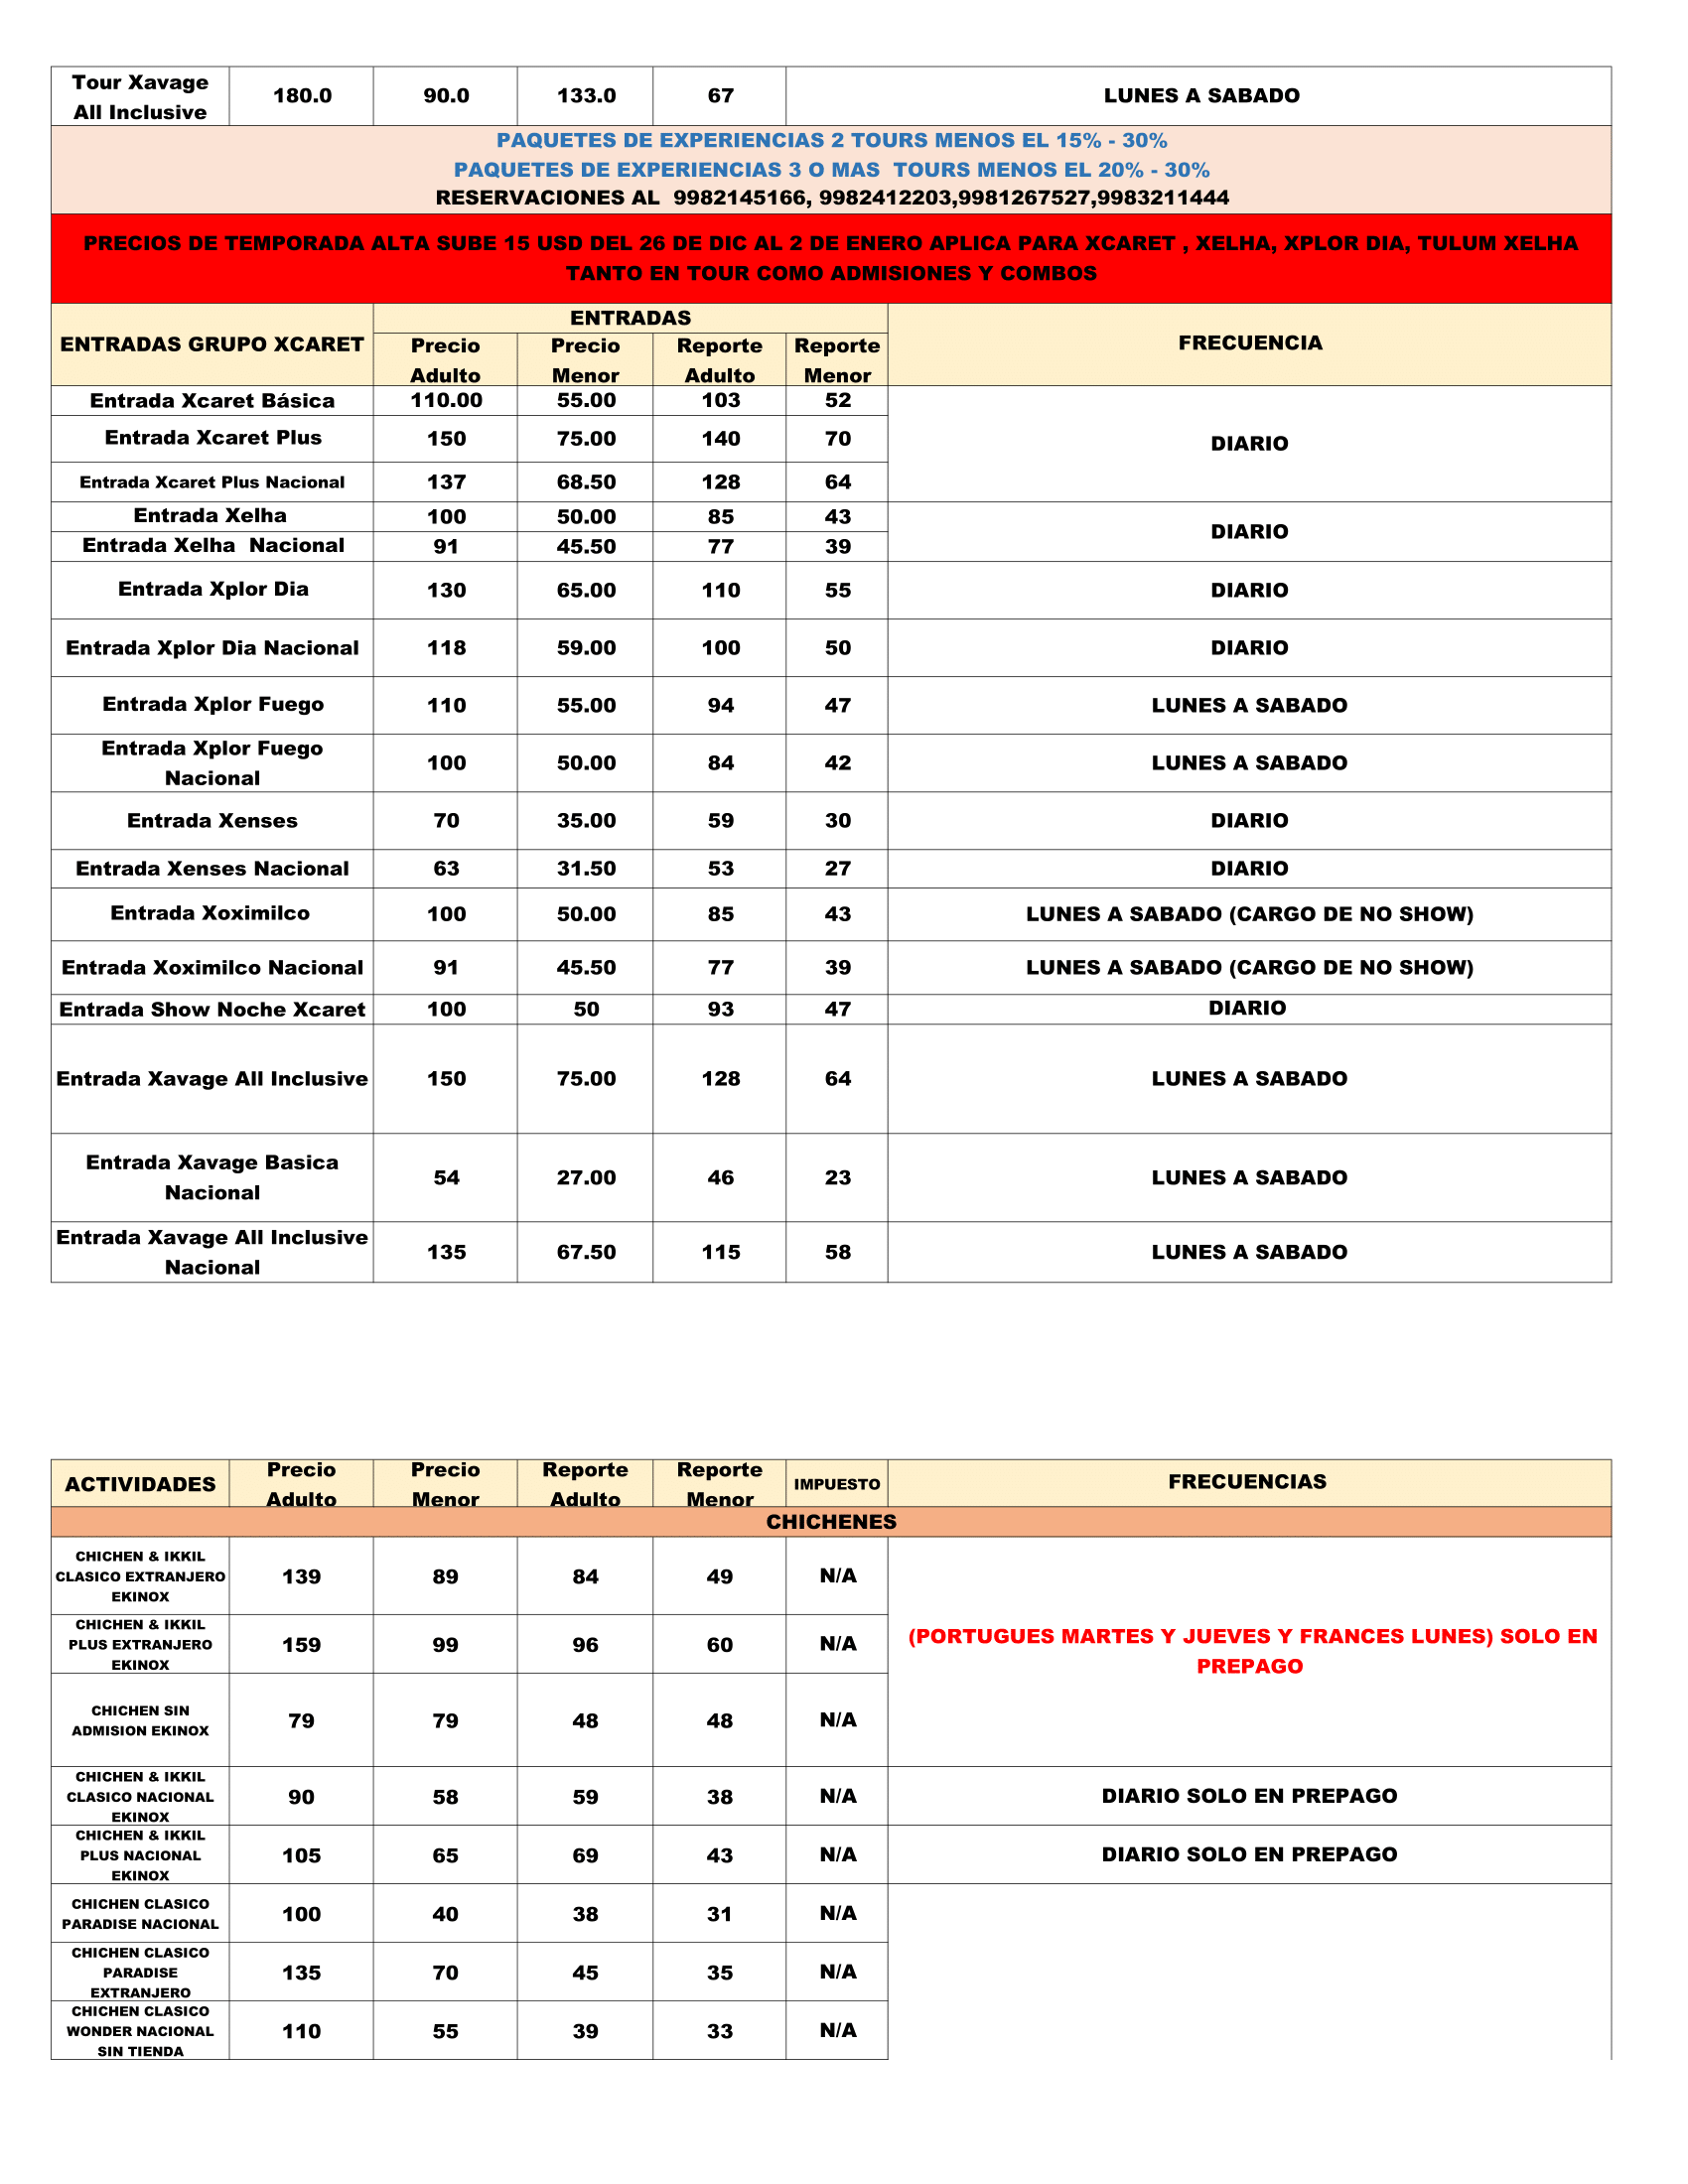 Tour Xavage
All Inclusive
180.0 90.0 133.0 67 LUNES A SABADO
PAQUETES DE EXPERIENCIAS 2 TOURS MENOS EL 15% - 30%
PAQUETES DE EXPERIENCIAS 3 O MAS  TOURS MENOS EL 20% - 30%
RESERVACIONES AL  9982145166, 9982412203,9981267527,9983211444
PRECIOS DE TEMPORADA ALTA SUBE 15 USD DEL 26 DE DIC AL 2 DE ENERO APLICA PARA XCARET , XELHA, XPLOR DIA, TULUM XELHA
TANTO EN TOUR COMO ADMISIONES Y COMBOS
ENTRADAS GRUPO XCARET
ENTRADAS
Precio Adulto
Precio Menor
Reporte Adulto
Reporte Menor
FRECUENCIA
Entrada Xcaret Básica 110.00 55.00 103 52
Entrada Xcaret Plus 150 75.00 140 70 DIARIO
Entrada Xcaret Plus Nacional 137 68.50 128 64
Entrada Xelha 100 50.00 85 43 DIARIO
Entrada Xelha  Nacional 91 45.50 77 39
Entrada Xplor Dia 130 65.00 110 55 DIARIO
Entrada Xplor Dia Nacional 118 59.00 100 50 DIARIO
Entrada Xplor Fuego 110 55.00 94 47 LUNES A SABADO
Entrada Xplor Fuego
Nacional
100 50.00 84 42 LUNES A SABADO
Entrada Xenses 70 35.00 59 30 DIARIO
Entrada Xenses Nacional 63 31.50 53 27 DIARIO
Entrada Xoximilco 100 50.00 85 43 LUNES A SABADO (CARGO DE NO SHOW)
Entrada Xoximilco Nacional 91 45.50 77 39 LUNES A SABADO (CARGO DE NO SHOW)
Entrada Show Noche Xcaret 100 50 93 47 DIARIO
Entrada Xavage All Inclusive 150 75.00 128 64 LUNES A SABADO
Entrada Xavage Basica
Nacional
54 27.00 46 23 LUNES A SABADO
Entrada Xavage All Inclusive
Nacional
135 67.50 115 58 LUNES A SABADO
ACTIVIDADES
Precio Adulto
Precio Menor
Reporte Adulto
Reporte Menor
IMPUESTO
FRECUENCIAS
CHICHENES
CHICHEN & IKKIL
CLASICO EXTRANJERO
EKINOX
139 89 84 49 N/A
CHICHEN & IKKIL
PLUS EXTRANJERO
EKINOX
159 99 96 60 N/A
(PORTUGUES MARTES Y JUEVES Y FRANCES LUNES) SOLO EN
PREPAGO
CHICHEN SIN
ADMISION EKINOX
79 79 48 48 N/A
CHICHEN & IKKIL
CLASICO NACIONAL
EKINOX
90 58 59 38 N/A DIARIO SOLO EN PREPAGO
CHICHEN & IKKIL
PLUS NACIONAL
EKINOX
105 65 69 43 N/A DIARIO SOLO EN PREPAGO
CHICHEN CLASICO
PARADISE NACIONAL
100 40 38 31 N/A
CHICHEN CLASICO
PARADISE
EXTRANJERO
135 70 45 35 N/A
CHICHEN CLASICO
WONDER NACIONAL
SIN TIENDA
110 55 39 33 N/A